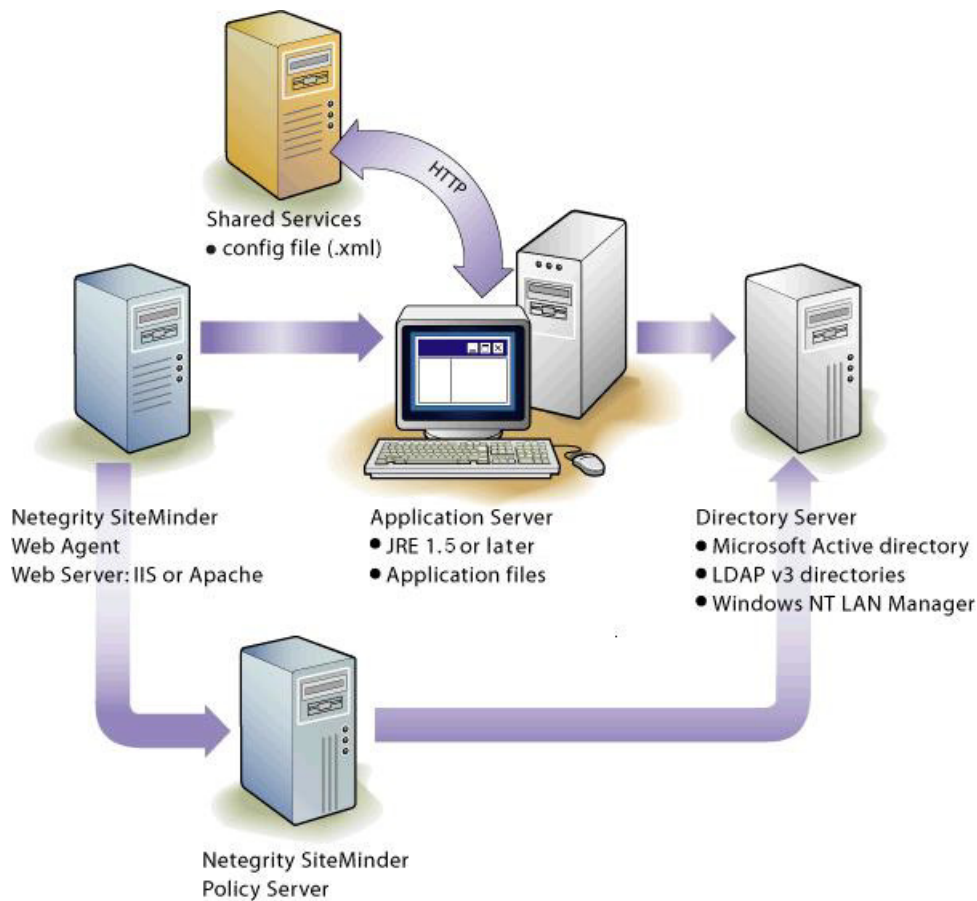 HTTP
Shared Services
● config file (.xml)
Netegrity SiteMinder
Web Agent
Web Server: IIS or Apache
Application Server
● JRE 1.5 or later
● Application files
Directory Server
● Microsoft Active directory
● LDAP v3 directories
● Windows NT LAN Manager
Netegrity SiteMinder
Policy Server